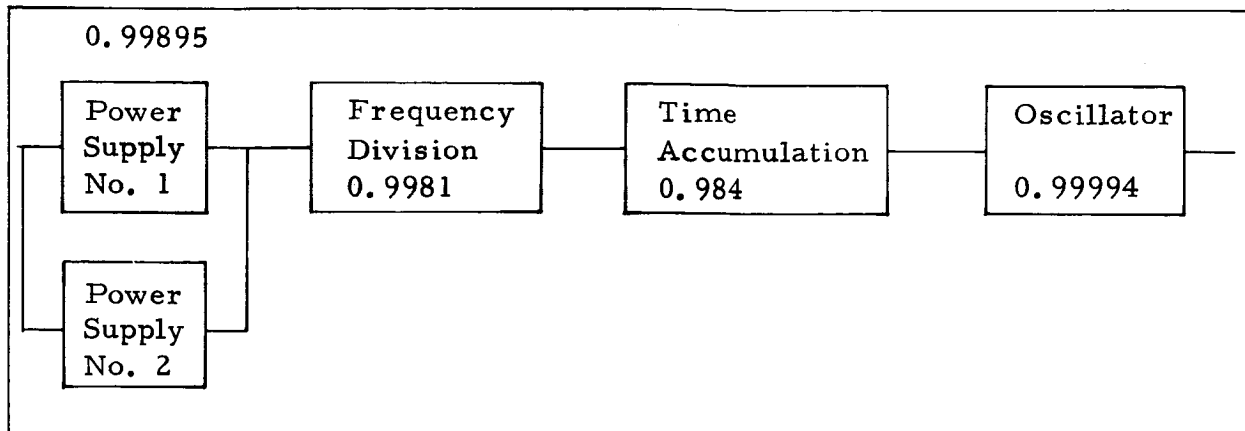 0.99895
Power
Supply
No. 1
Frequency
Division
0.9981
Time
Accumulation
0.984
Oscillator
0.99994
Power
Supply
No. 2